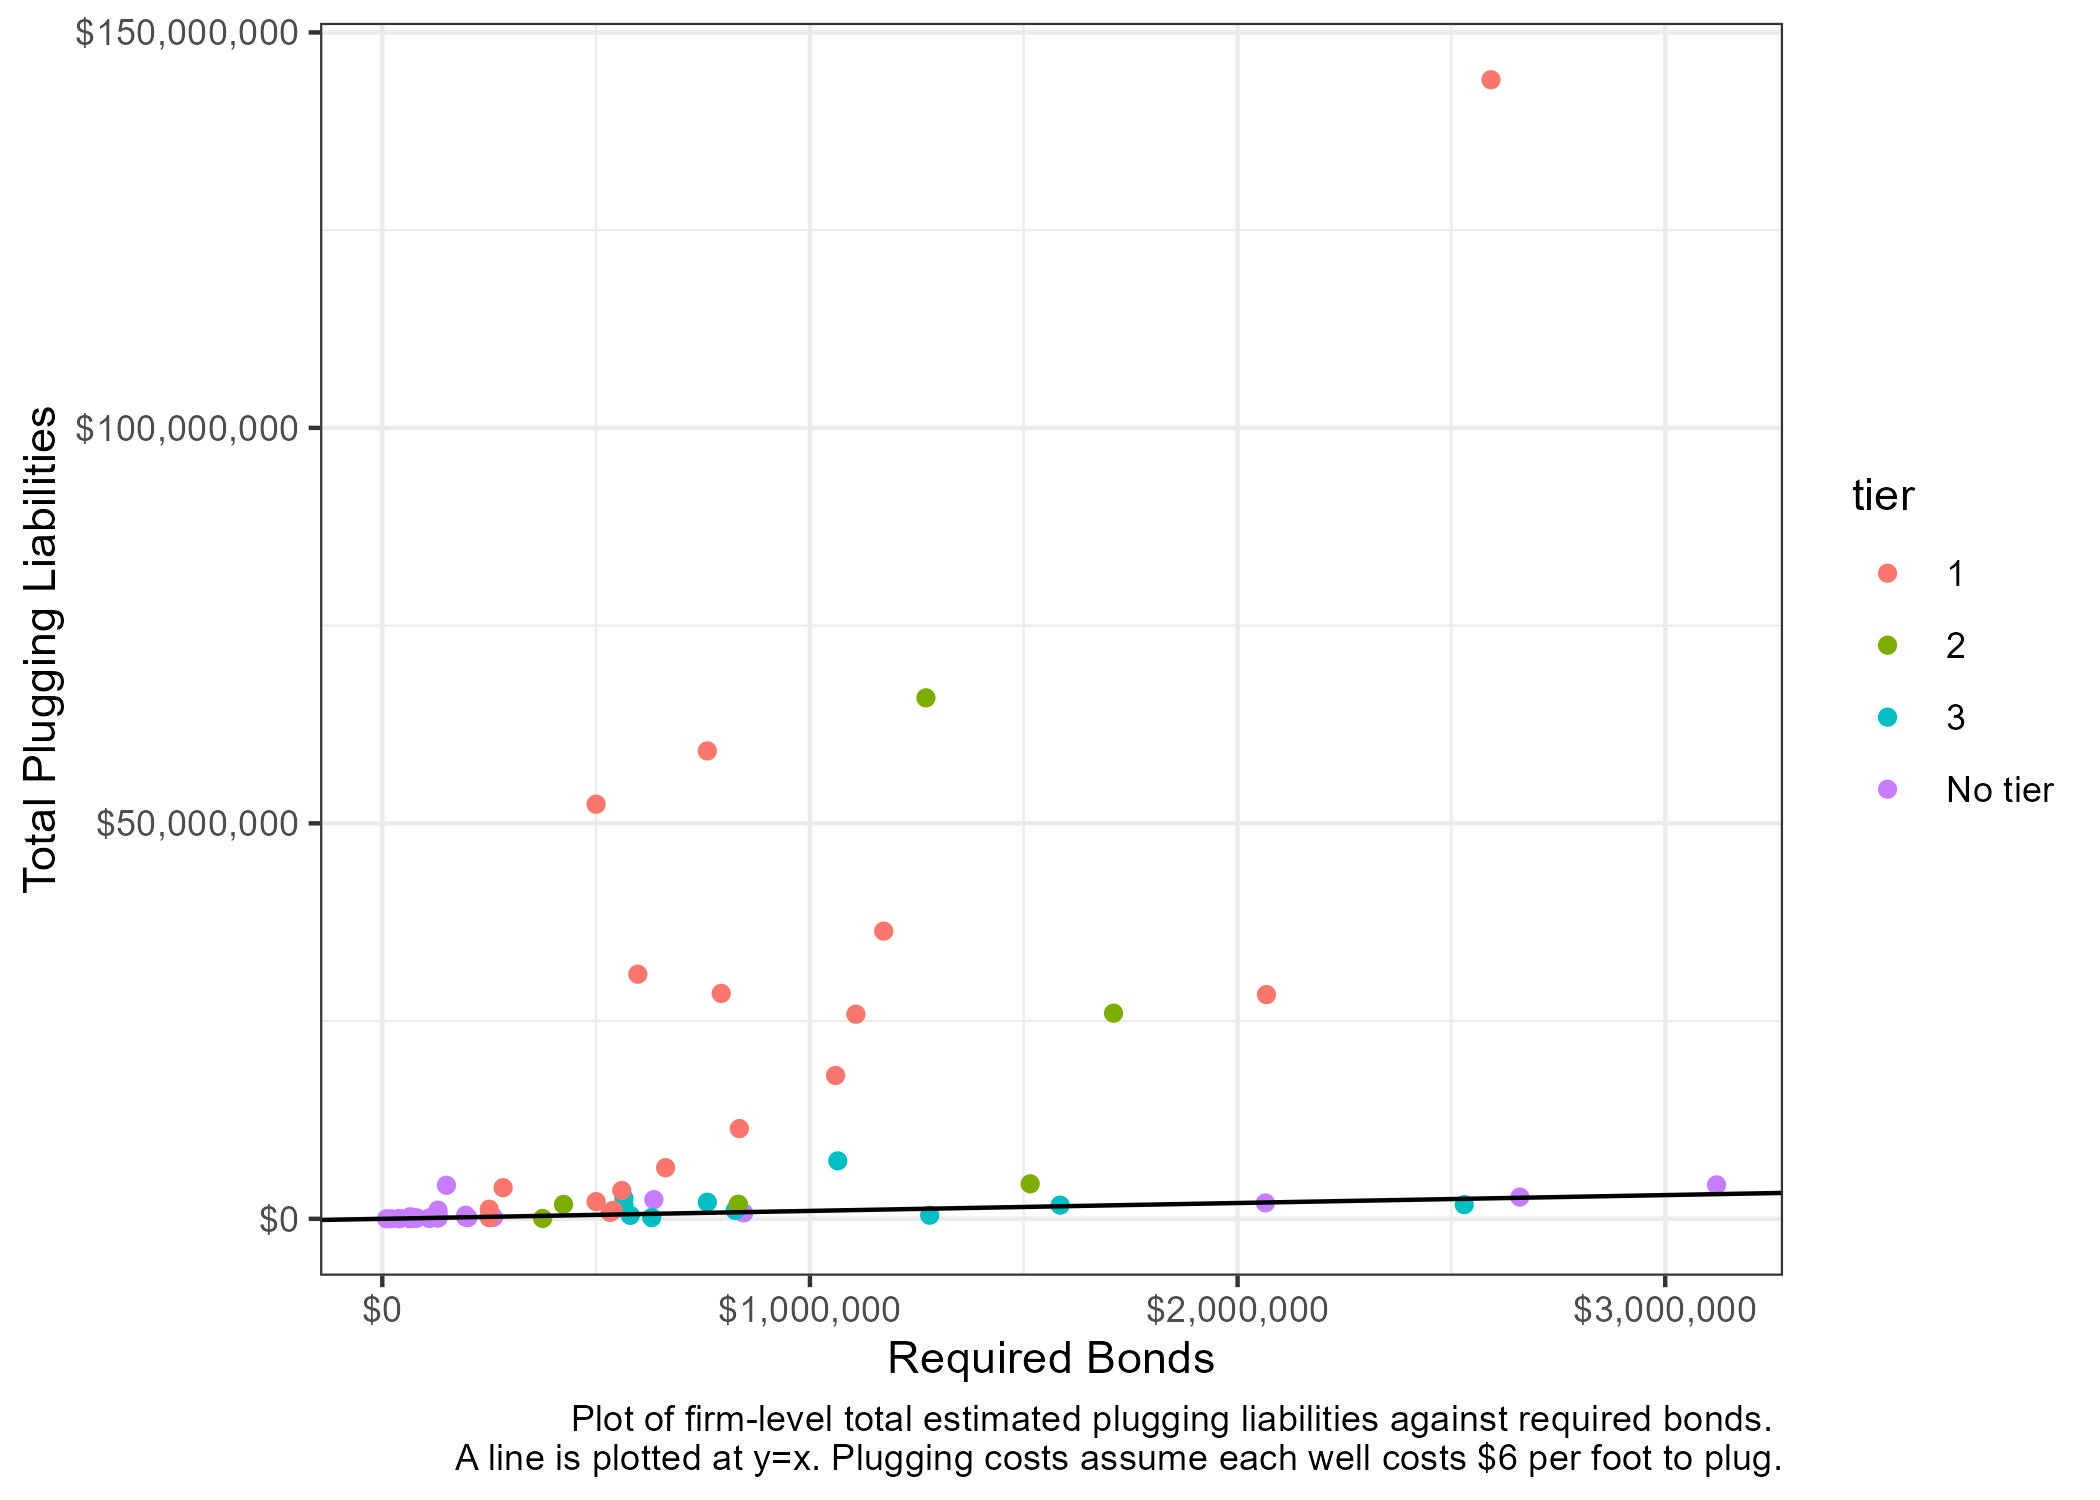 $150,000,000
$100,000,000
$50,000,000
$0
Total Plugging Liabilities
$0
$1,000,000
$2,000,000
$3,000,000
Required Bonds
tier
1
2
3
No tier
Plot of firm-level total estimated plugging liabilities against required bonds.
A line is plotted at y=x. Plugging costs assume each well costs $6 per foot to plug.